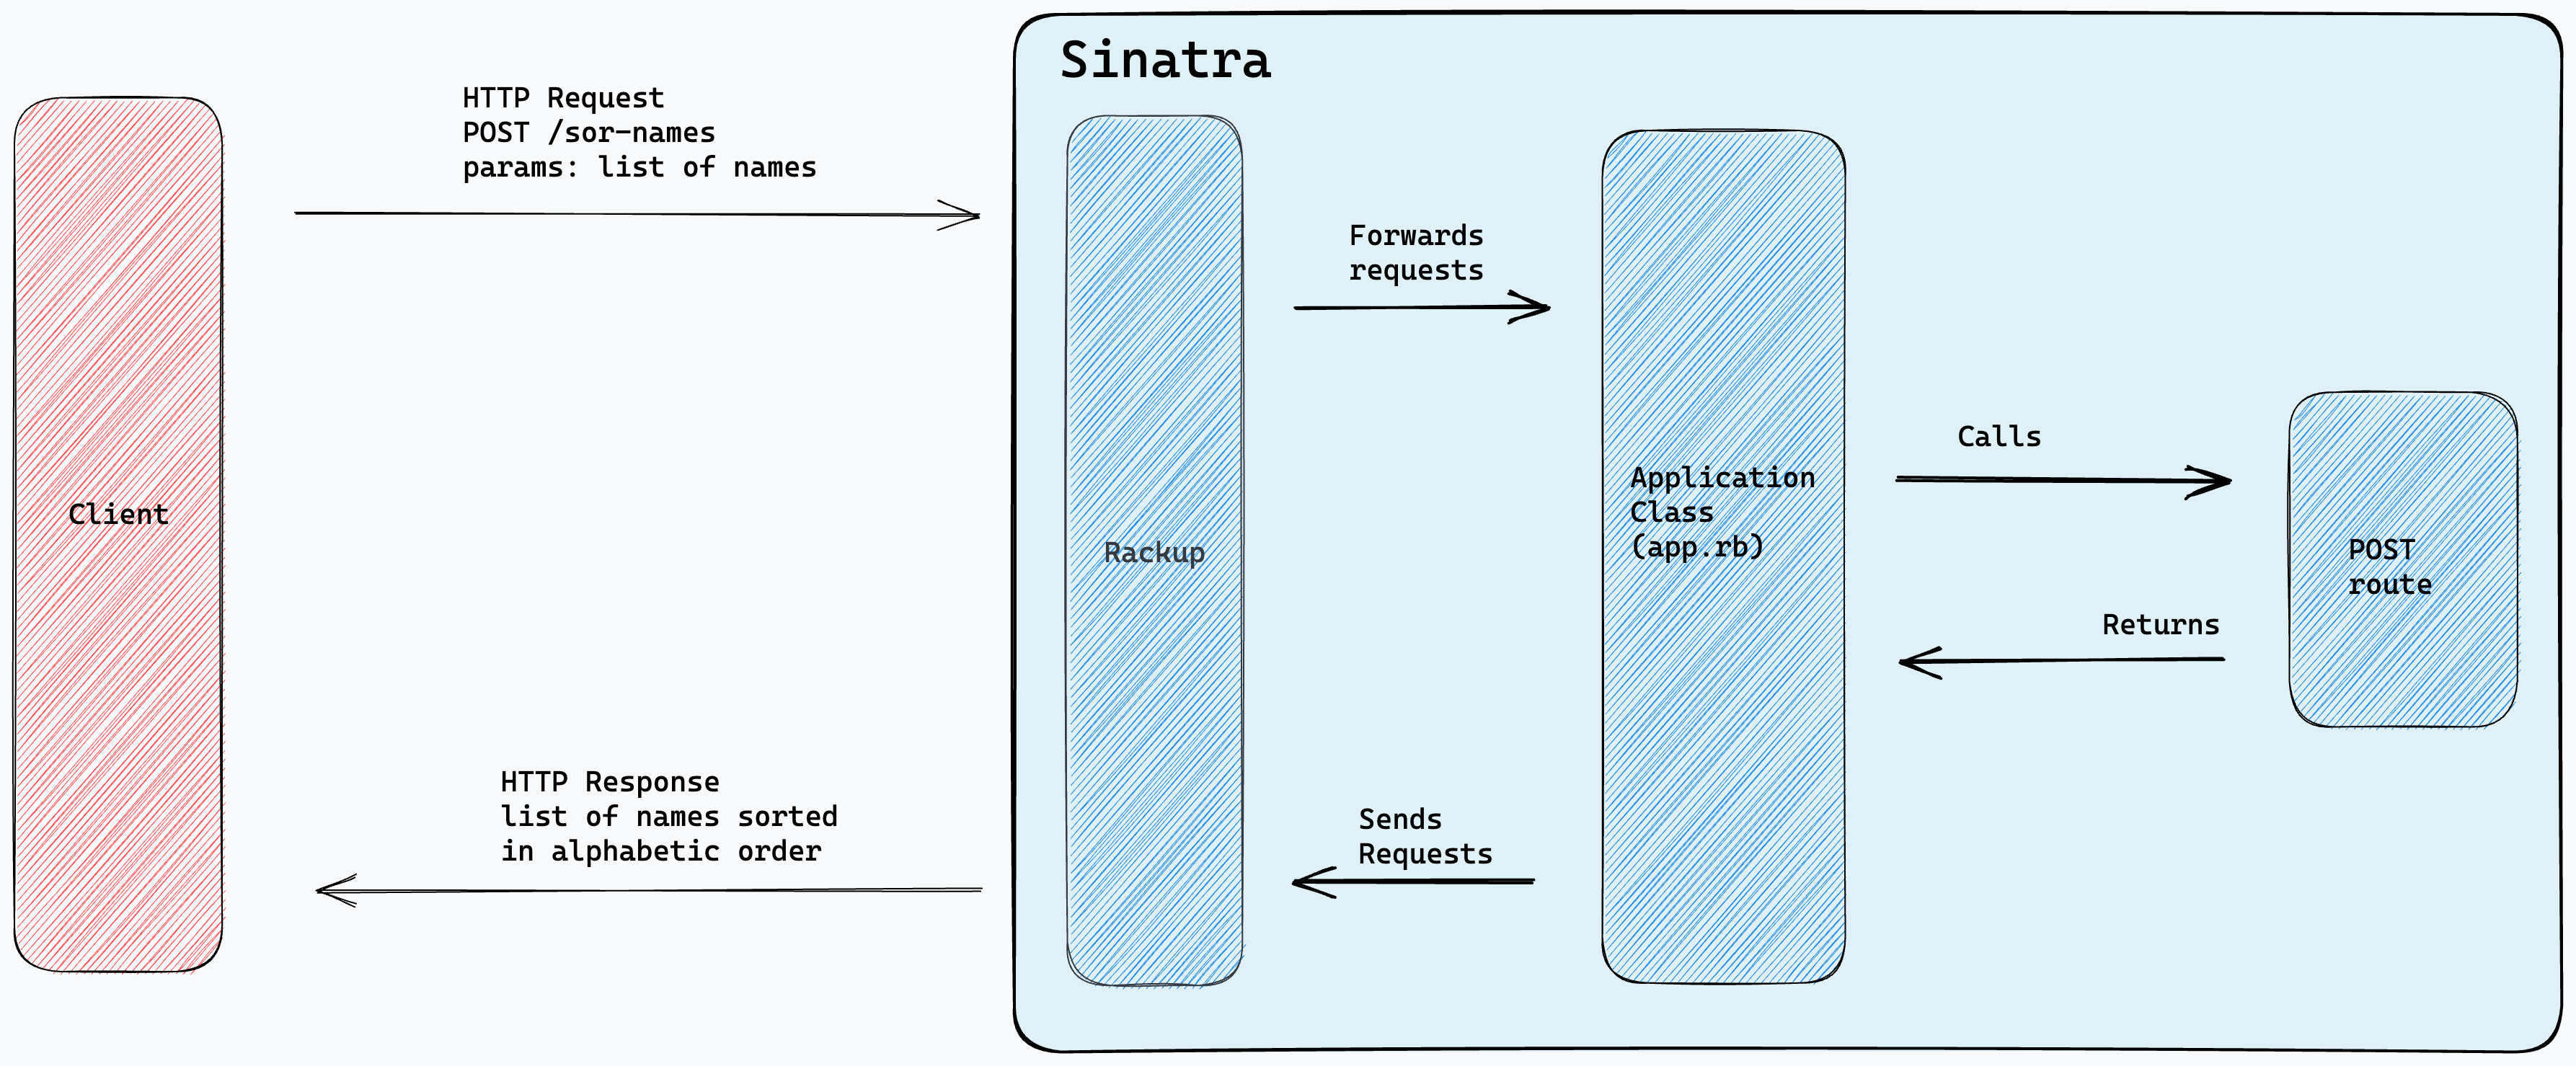 Sinatra
HTTP Request
POST /sor-names
params: list of names
Forwards
requests
Calls
Application
Class
(app.rb)
Client
Rackup
POST
route
Returns
HTTP Response
list of names sorted
in alphabetic order
Sends
Requests